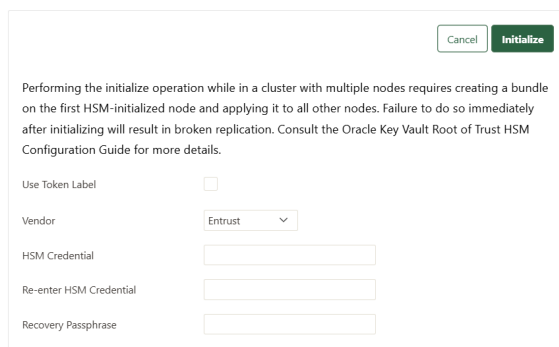 Cancel Initialize
Performing the initialize operation while in a cluster with multiple nodes requires creating a bundle
on the first HSM-initialized node and applying it to all other nodes. Failure to do so immediately
after initializing will result in broken replication. Consult the Oracle Key Vault Root of Trust HSM
Configuration Guide for more details.
Use Token Label
Vendor Entrust
HSM Credential
Re-enter HSM Credential
Recovery Passphrase